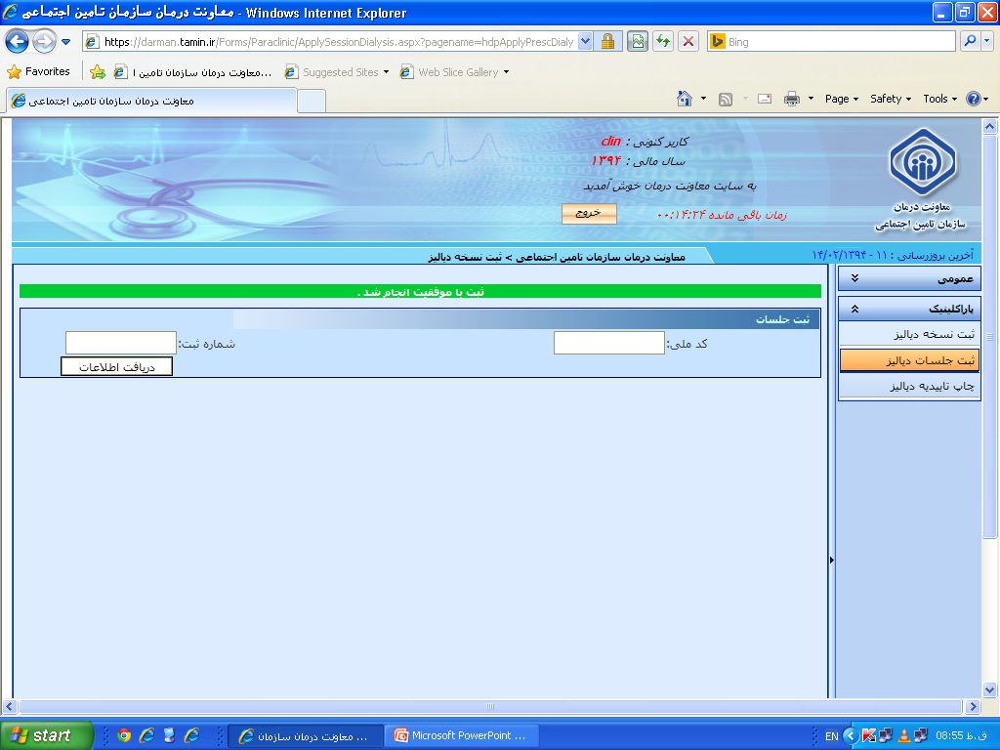 معاونت درمان سازمان تامین اجتماعی - Windows Internet Explorer
https://darman.tamin.ir/Forms/Paraclinic/ApplySessionDialysis.aspx?pagename=hdpApplyPrescDialy
Bing
Favorites
معاونت درمان سازمان تامین ا...
Suggested Sites
Web Slice Gallery
معاونت درمان سازمان تامین اجتماعی
Page
Safety
Tools
کاربر کنونی : clin
سال مالی : ۱۳۹۴
به سایت معاونت درمان خوش آمدید
خروج
زمان باقی مانده ۰۰:۱۴:۲۴
معاونت درمان
سازمان تامین اجتماعی
آخرین بروزرسانی : ۱۱ - ۱۴/۰۲/۱۳۹۴
معاونت درمان سازمان تامین اجتماعی > ثبت نسخه دیالیز
عمومی
پاراکلینیک
ثبت نسخه دیالیز
ثبت جلسات دیالیز
چاپ تاییدیه دیالیز
ثبت با موفقیت انجام شد .
ثبت جلسات
کد ملی:
شماره ثبت:
دریافت اطلاعات
start
معاونت درمان سازمان ...
Microsoft PowerPoint ...
EN
08:55 ق.ظ